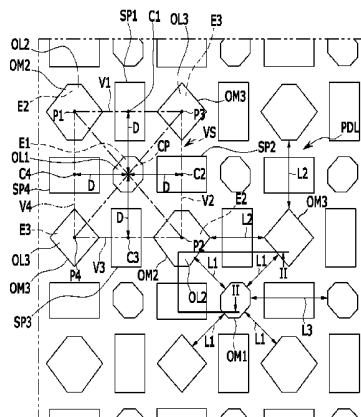 SP1 C1 OL3 E3
OL2
OM2
E2
V1
P1
P3
OM3
D
VS
PDL
E1
OL1
CP
SP2
C4
SP4
D
D
C2
L2
V4
D
V2
E2
E3
OL3
OM3
P4
V3
C3
P2
L2
OM3
SP3
OM2
OL2
L1
L1
II
II
L3
L1
OM1
L1